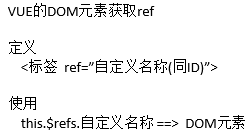 VUE的DOM元素获取ref
定义
<标签 ref=”自定义名称(同ID)”>
使用
this.$refs.自定义名称 ==> DOM元素